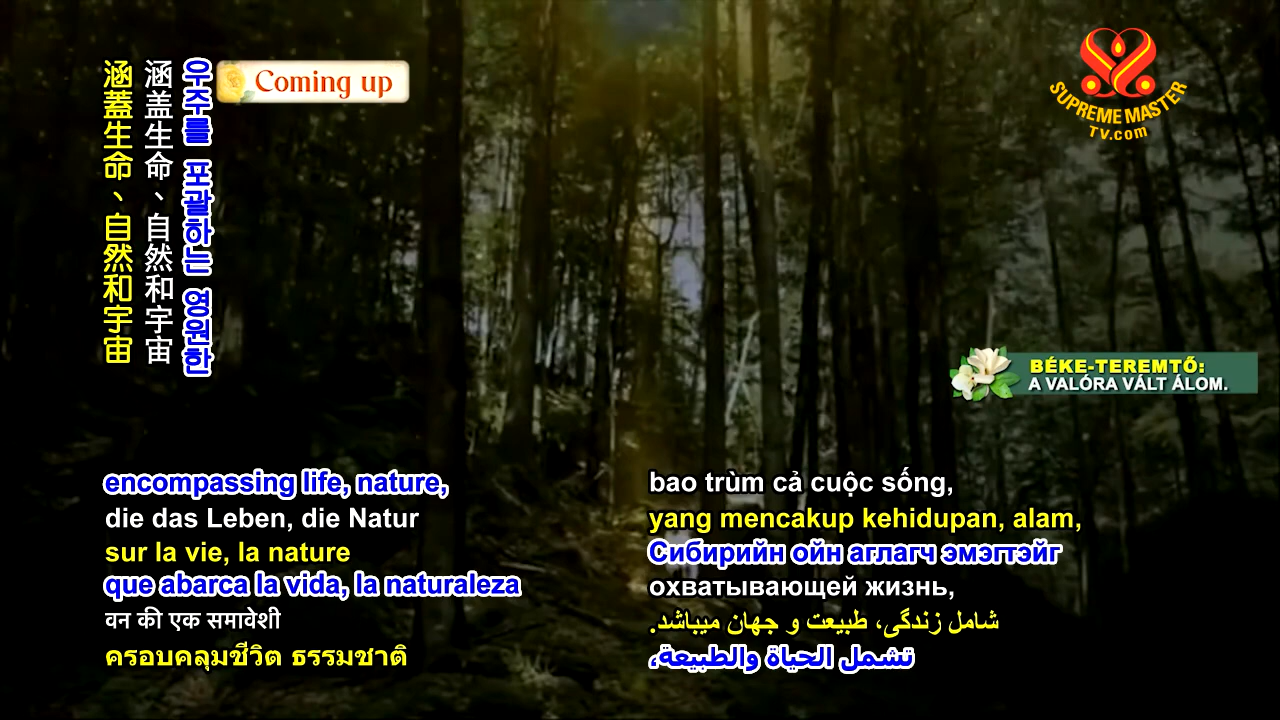 涵蓋生命、自然和宇宙
涵盖生命、自然和宇宙
우주를 포괄하는 영원한
Coming up
SUPREME MASTER
TV.com
BÉKE-TEREMTŐ:
A VALÓRA VÁLT ÁLOM.
encompassing life, nature,
die das Leben, die Natur
sur la vie, la nature
que abarca la vida, la naturaleza
वन की एक समावेशी
ครอบคลุมชีวิต ธรรมชาติ
bao trùm cả cuộc sống,
yang mencakup kehidupan, alam,
Сибирийн ойн аглагч эмэгтэйг
охватывающей жизнь,
شامل زندگی، طبیعت و جهان میباشد.
تشمل الحياة والطبيعة،